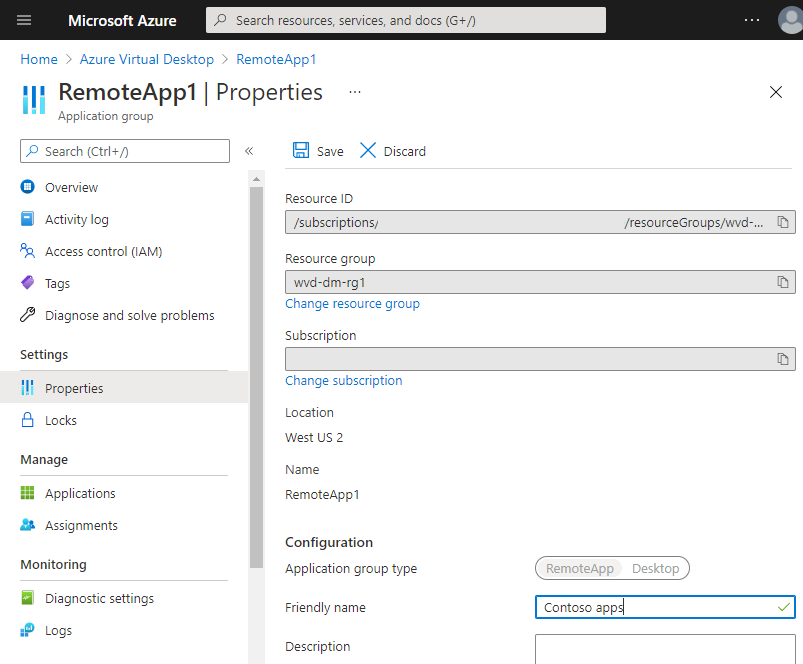 Microsoft Azure
Search resources, services, and docs (G+/)
...
Home > Azure Virtual Desktop > RemoteApp1
RemoteApp1 | Properties ...
Application group
Search (Ctrl+/)
«
Save
Discard
Overview
Activity log
Access control (IAM)
Tags
Diagnose and solve problems
Settings
Properties
Locks
Manage
Applications
Assignments
Monitoring
Diagnostic settings
Logs
Resource ID
/subscriptions/ /resourceGroups/wvd-...
Resource group
wvd-dm-rg1
Change resource group
Subscription
Change subscription
Location
West US 2
Name
RemoteApp1
Configuration
Application group type
RemoteApp Desktop
Friendly name
Contoso apps
Description